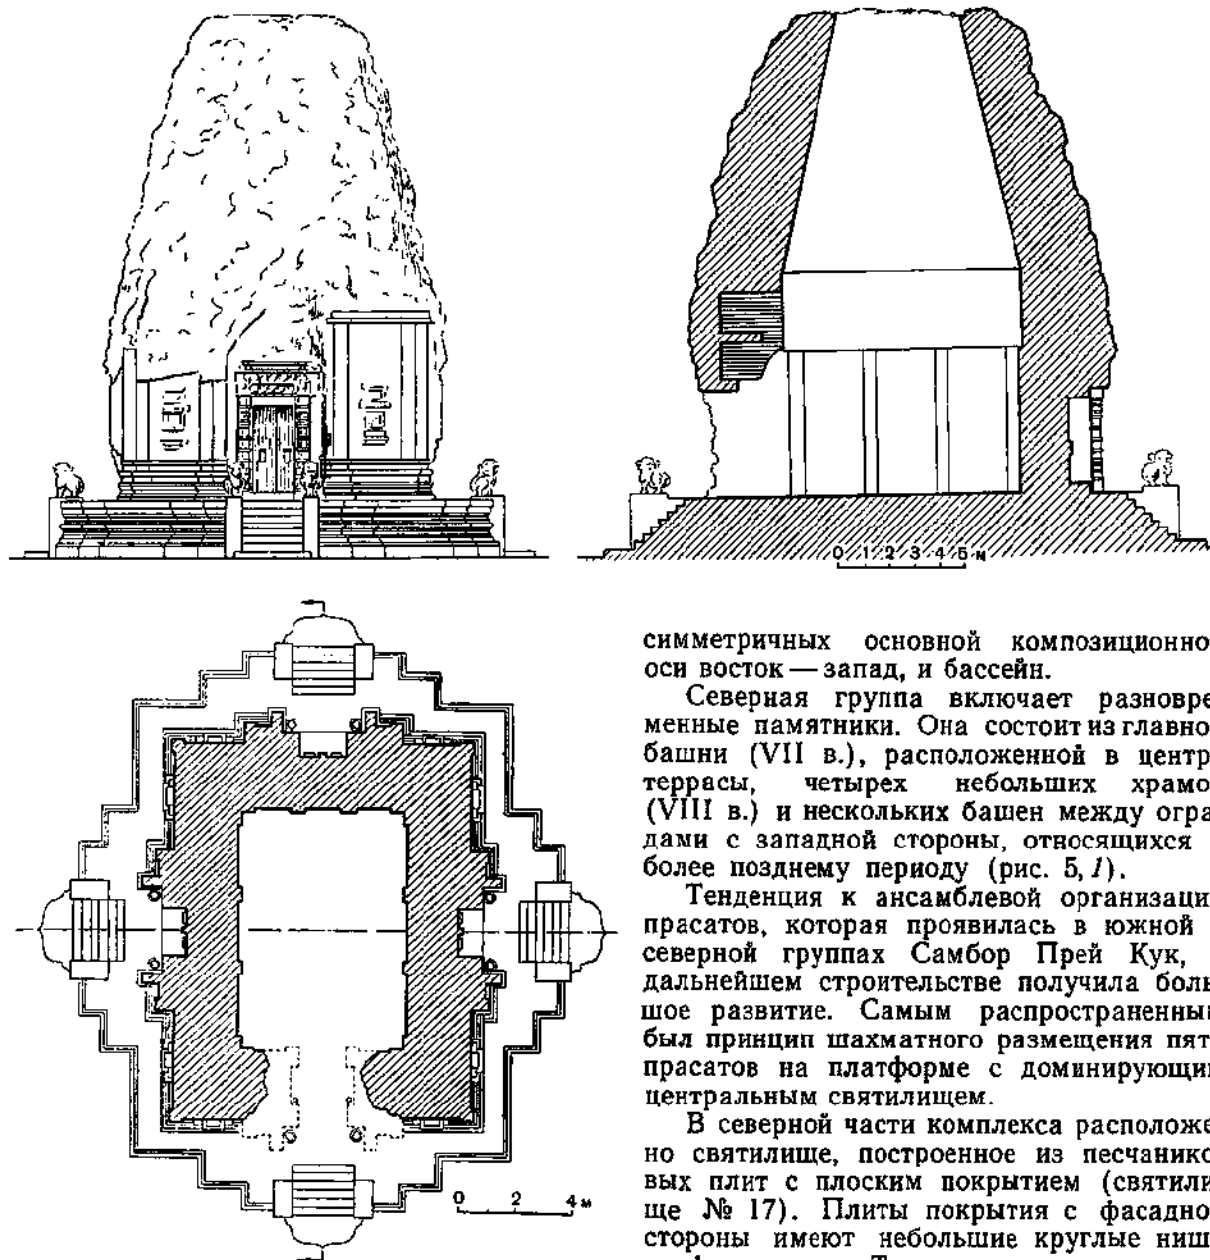 0 1 2 3 4 5 м
симметричных основной композиционно
оси восток — запад, и бассейн.
Северная группа включает разновре
менные памятники. Она состоит из главно
башни (VII в.), расположенной в центр
террасы, четырех небольших храмо
(VIII в.) и нескольких башен между огра
дами с западной стороны, относящихся
более позднему периоду (рис. 5, 1).
Тенденция к ансамблевой организаци
прасатов, которая проявилась в южной
северной группах Самбор Прей Кук,
дальнейшем строительстве получила боль
шое развитие. Самым распространенны
был принцип шахматного размещения пят
прасатов на платформе с доминирующи
центральным святилищем.
В северной части комплекса расположе
но святилище, построенное из песчанико
вых плит с плоским покрытием (святили
ще № 17). Плиты покрытия с фасадно
стороны имеют небольшие круглые ниш
0 2 4 м